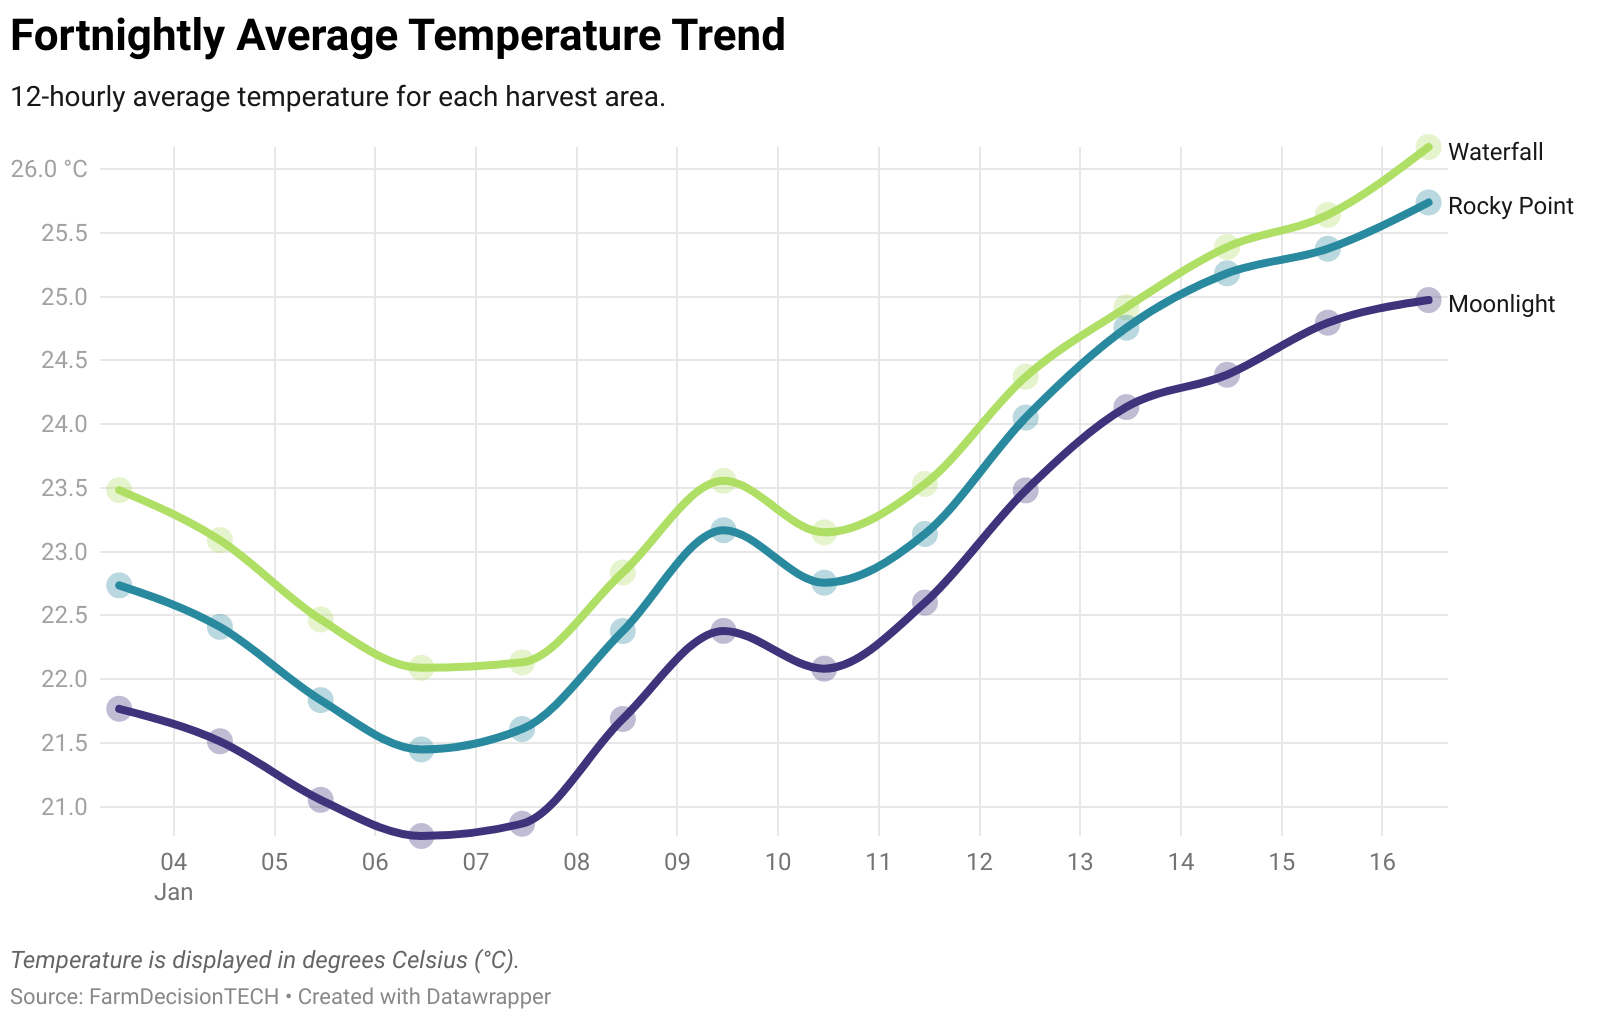 Fortnightly Average Temperature Trend
12-hourly average temperature for each harvest area.
26.0 °C
25.5
25.0
24.5
24.0
23.5
23.0
22.5
22.0
21.5
21.0
Waterfall
Rocky Point
Moonlight
04 05 06 07 08 09 10 11 12 13 14 15 16
Jan
Temperature is displayed in degrees Celsius (°C).
Source: FarmDecisionTECH • Created with Datawrapper